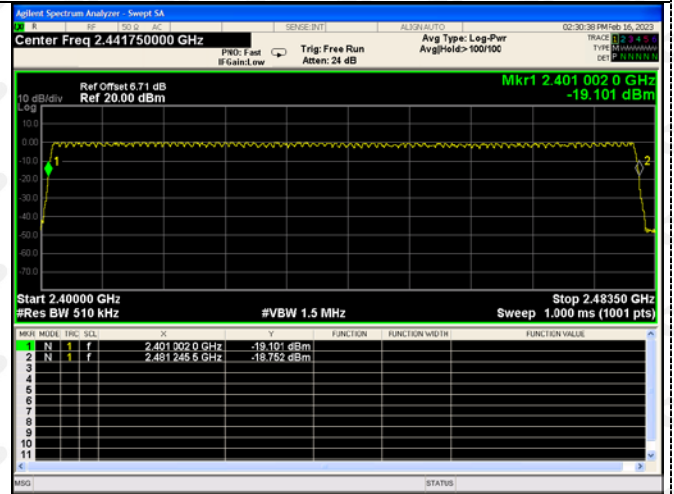 Agilent Spectrum Analyzer - Swept SA
R RF 50 Ω AC SENSE:INT ALIGN AUTO 02:30:38 PM Feb 16, 2023
Center Freq 2.441750000 GHz
PNO: Fast
IFGain:Low
Trig: Free Run
Atten: 24 dB
Avg Type: Log-Pwr
Avg|Hold:>100/100
TRACE 1 2 3 4 5 6
TYPE M
DET P N N N N N
Mkr1 2.401 002 0 GHz
-19.101 dBm
Ref Offset 6.71 dB
10 dB/div Ref 20.00 dBm
Log
10.0
0.00
-10.0
-20.0
-30.0
-40.0
-50.0
-60.0
-70.0
1
2
Start 2.40000 GHz Stop 2.48350 GHz
#Res BW 510 kHz #VBW 1.5 MHz Sweep 1.000 ms (1001 pts)
MKR MODE TRC SCL X Y FUNCTION FUNCTION WIDTH FUNCTION VALUE
1 N 1 f 2.401 002 0 GHz -19.101 dBm
2 N 1 f 2.481 245 5 GHz -18.752 dBm
3
4
5
6
7
8
9
10
11
MSG STATUS